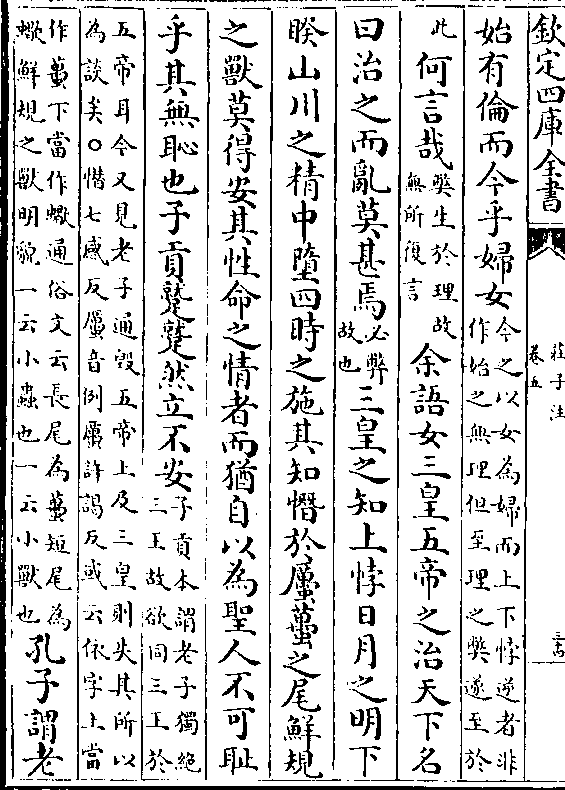 欽定四庫全書
莊子注
卷五
始有倫而今乎婦女今之以女為婦而上下悖逆者非作始之無理但至理之弊遂至於
此何言哉弊生於理故無所復言余語女三皇五帝之治天下名
曰治之而亂莫甚焉必弊故也三皇之知上悖日月之明下
睽山川之精中墮四時之施其知憯於蠣蠆之尾鮮規
之獸莫得安其性命之情者而猶自以為聖人不可恥
乎其無恥也子貢蹵蹵然立不安子貢本謂老子獨絕三王故欲同三王於
五帝耳今又見老子通毀五帝上及三皇則失其所以為談矣○憯七感反蠣音例厲許謁反或云依字上當
作蠆下當作蠍通俗文云長尾為蠆短尾為蠍鮮規之獸明貌一云小蟲也一云小獸也孔子謂老